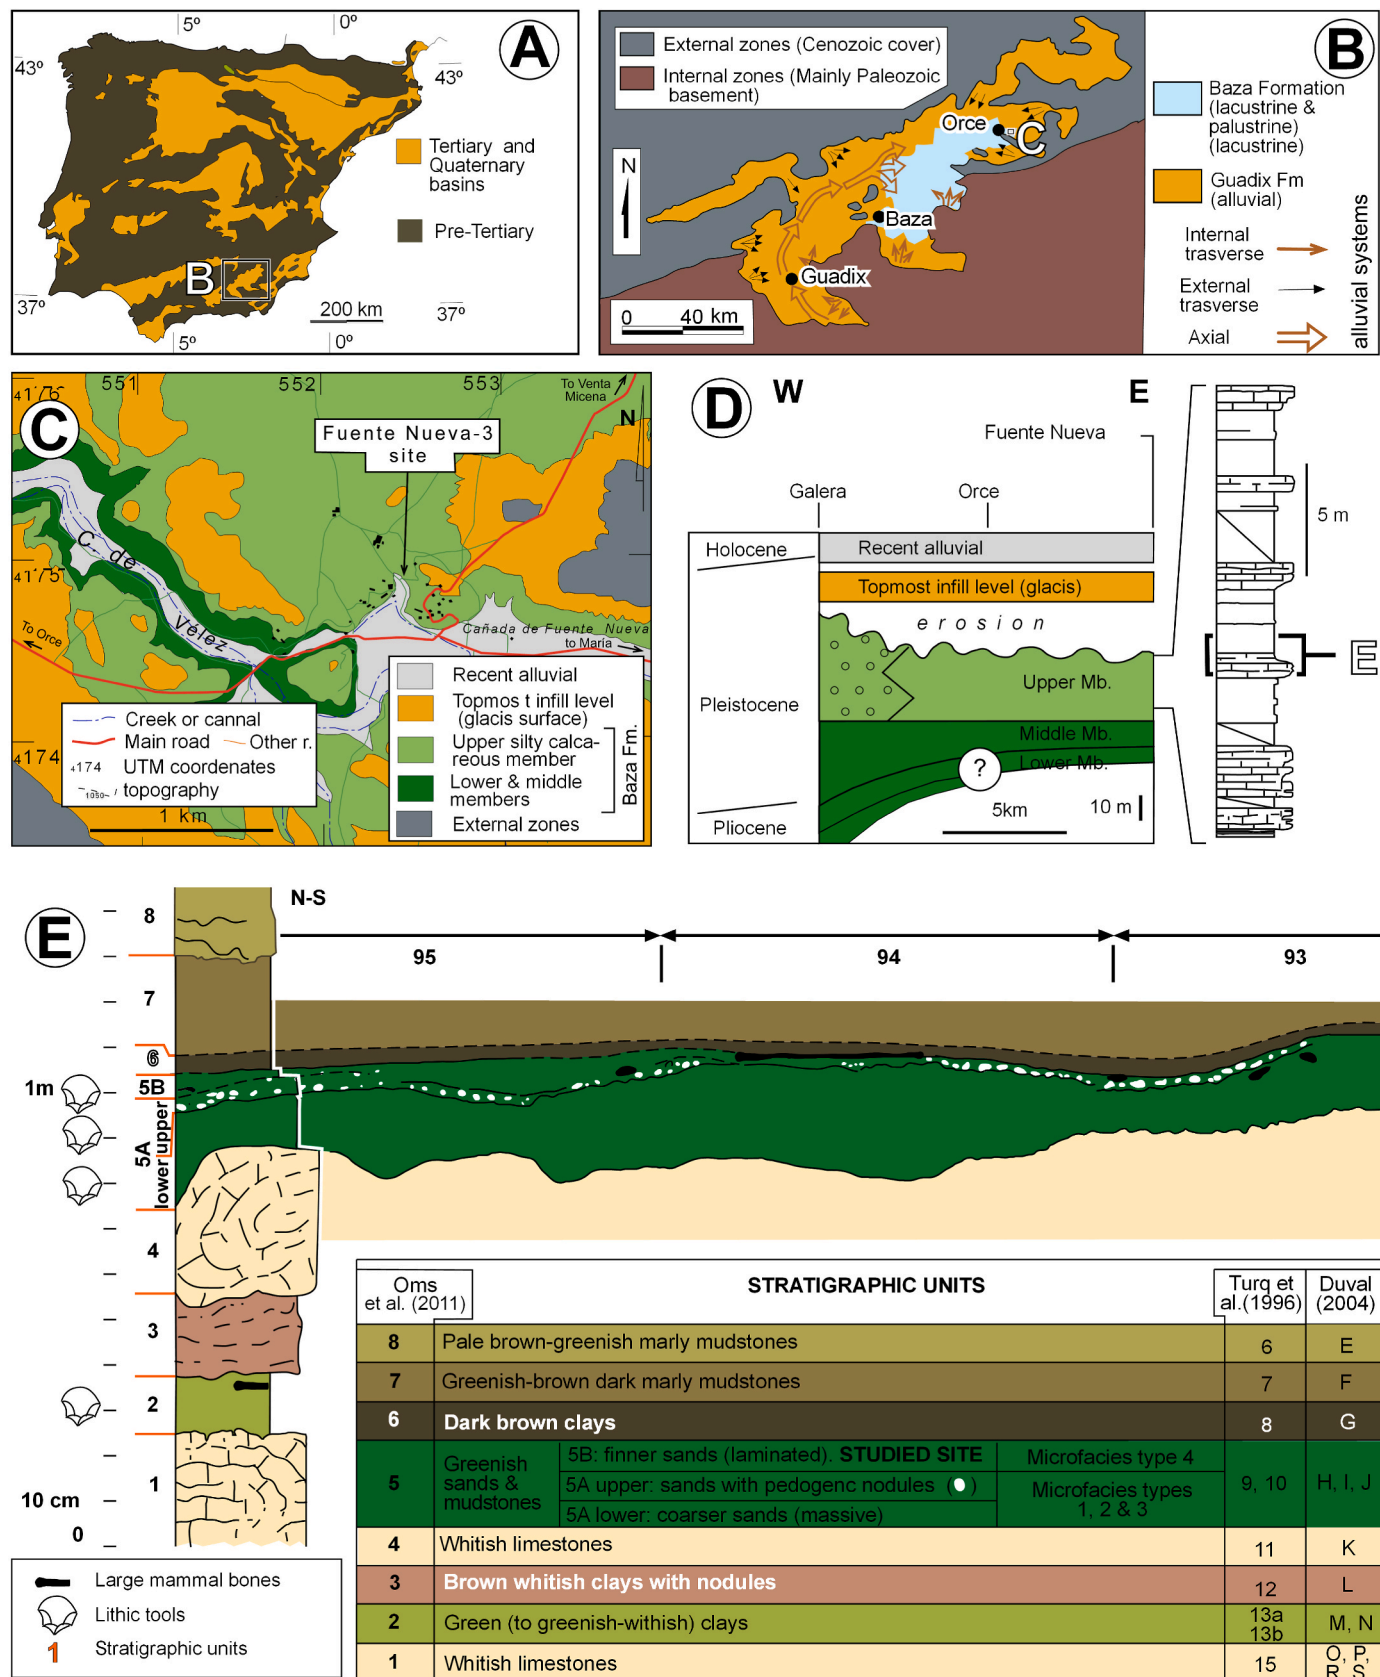 5º
0º
A
43º
43º
Tertiary and
Quaternary
basins
Pre-Tertiary
B
200 km
37º
37º
5º
0º
External zones (Cenozoic cover)
Internal zones (Mainly Paleozoic
basement)
B
Orce
C
N
Baza
Guadix
0
40 km
Baza Formation
(lacustrine &
palustrine)
(lacustrine)
Guadix Fm
(alluvial)
Internal
trasverse
External
trasverse
Axial
alluvial systems
4176
551
552
553
To Venta
Micena
N
C
Fuente Nueva-3
site
C. de
Vélez
4175
To Orce
Cañada de Fuente Nueva
to María
4174
Creek or cannal
Main road
Other r.
4174
UTM coordenates
1050
topography
1 km
Recent alluvial
Topmos t infill level
(glacis surface)
Upper silty calca-
reous member
Lower & middle
members
External zones
Baza Fm.
D
W
E
Fuente Nueva
Galera
Orce
5 m
Holocene
Recent alluvial
Topmost infill level (glacis)
erosion
E
Upper Mb.
Pleistocene
Middle Mb.
Lower Mb.
?
5km
10 m
Pliocene
E
N-S
8
95
94
93
7
6
1m
5B
5A
lower upper
4
3
2
1
10 cm
0
Large mammal bones
Lithic tools
1
Stratigraphic units
Oms
et al. (2011)
STRATIGRAPHIC UNITS
Turq et
al.(1996)
Duval
(2004)
8
Pale brown-greenish marly mudstones
6
E
7
Greenish-brown dark marly mudstones
7
F
6
Dark brown clays
8
G
5
Greenish
sands &
mudstones
5B: finner sands (laminated). STUDIED SITE
Microfacies type 4
5A upper: sands with pedogenc nodules ( )
Microfacies types
1, 2 & 3
5A lower: coarser sands (massive)
9, 10
H, I, J
4
Whitish limestones
11
K
3
Brown whitish clays with nodules
12
L
2
Green (to greenish-withish) clays
13a
13b
M, N
1
Whitish limestones
15
O, P,
R, S